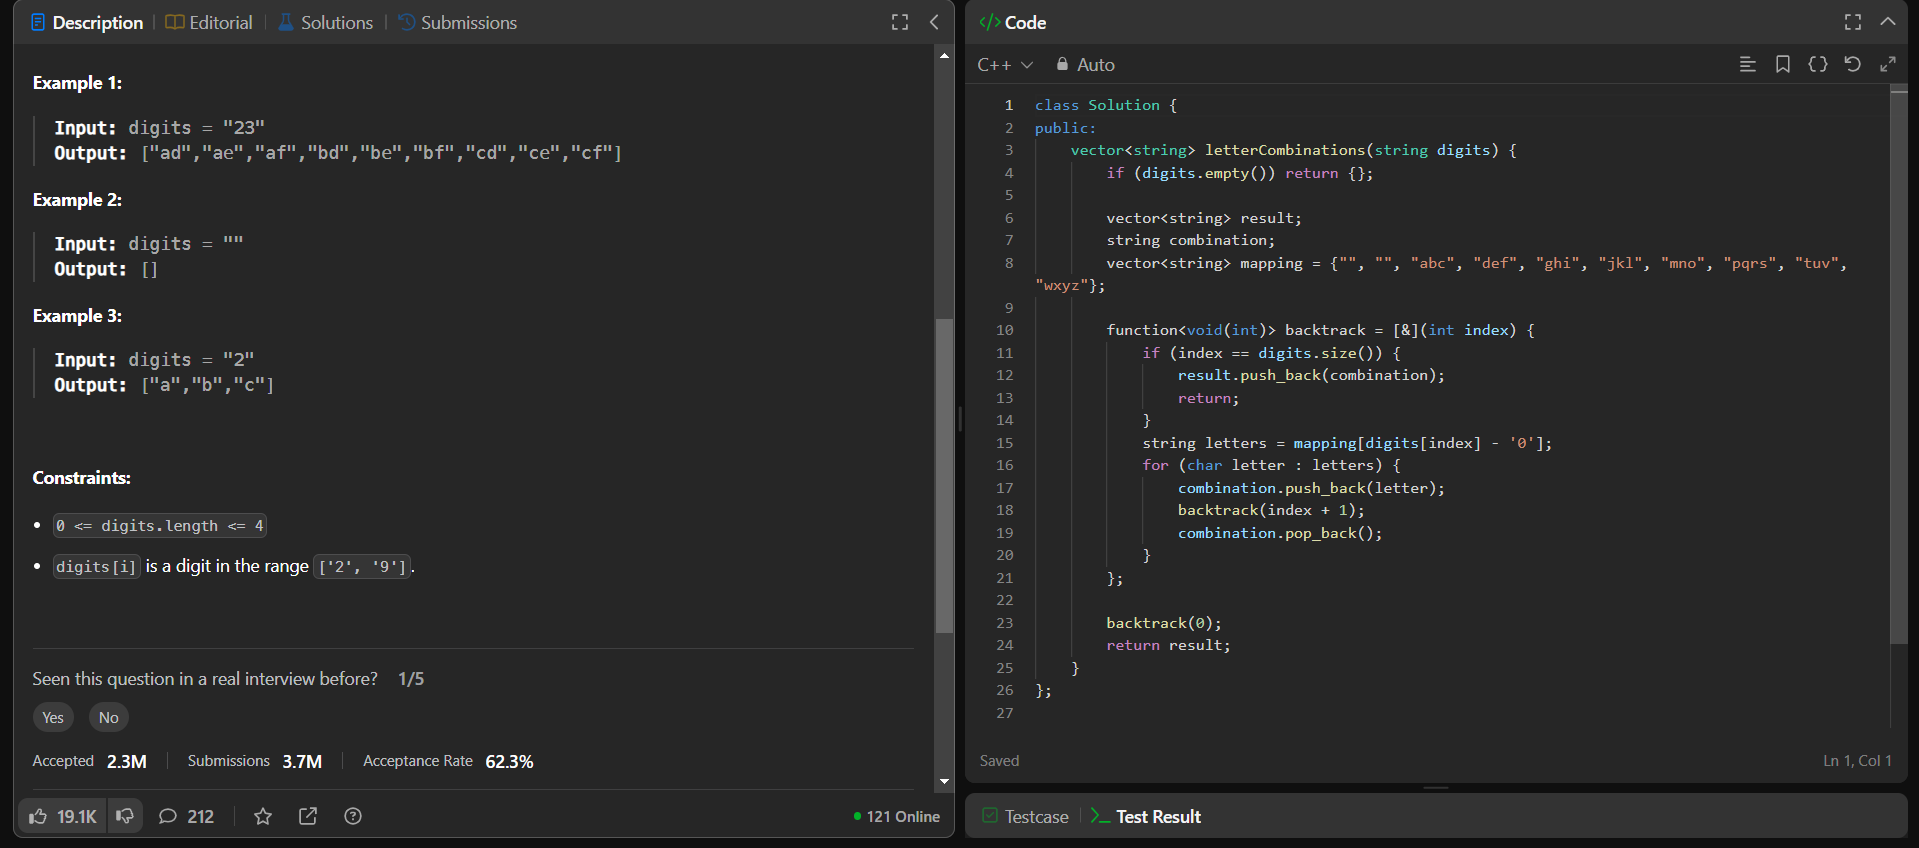 Description
Editorial
Solutions
Submissions
Example 1:
Input: digits = "23"
Output: ["ad","ae","af","bd","be","bf","cd","ce","cf"]
Example 2:
Input: digits = ""
Output: []
Example 3:
Input: digits = "2"
Output: ["a","b","c"]
Constraints:
• 0 <= digits.length <= 4
• digits[i] is a digit in the range ['2', '9'].
Seen this question in a real interview before? 1/5
Yes No
Accepted 2.3M Submissions 3.7M Acceptance Rate 62.3%
19.1K 212 121 Online
</> Code
C++ Auto
1 class Solution {
2 public:
3     vector<string> letterCombinations(string digits) {
4         if (digits.empty()) return {};
5
6         vector<string> result;
7         string combination;
8         vector<string> mapping = {"", "", "abc", "def", "ghi", "jkl", "mno", "pqrs", "tuv",
"wxyz"};
9
10         function<void(int)> backtrack = [&](int index) {
11             if (index == digits.size()) {
12                 result.push_back(combination);
13                 return;
14             }
15             string letters = mapping[digits[index] - '0'];
16             for (char letter : letters) {
17                 combination.push_back(letter);
18                 backtrack(index + 1);
19                 combination.pop_back();
20             }
21         };
22
23         backtrack(0);
24         return result;
25     }
26 };
27
Saved Ln 1, Col 1
Testcase
Test Result